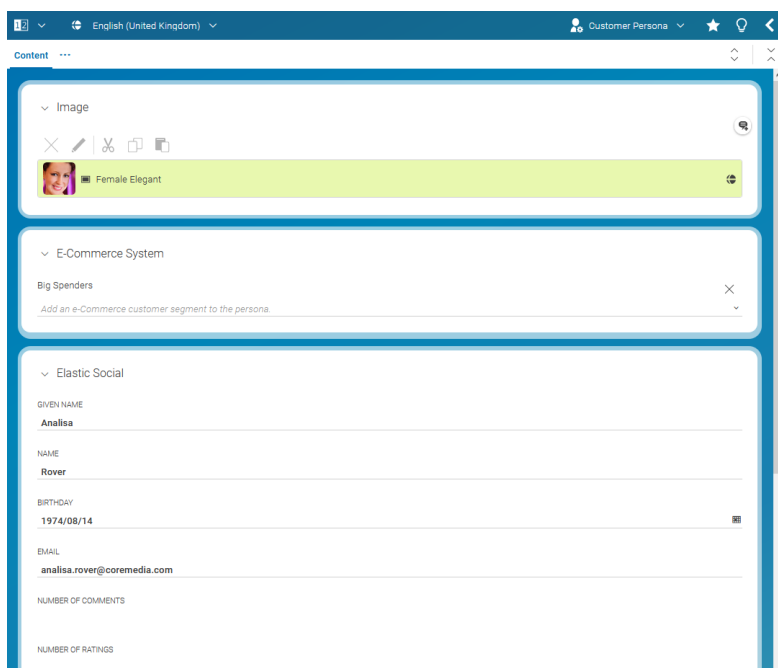 12 English (United Kingdom) Customer Persona
Content ...
Image
Female Elegant
E-Commerce System
Big Spenders
Add an e-Commerce customer segment to the persona.
Elastic Social
GIVEN NAME
Analisa
NAME
Rover
BIRTHDAY
1974/08/14
EMAIL
analisa.rover@coremedia.com
NUMBER OF COMMENTS
NUMBER OF RATINGS